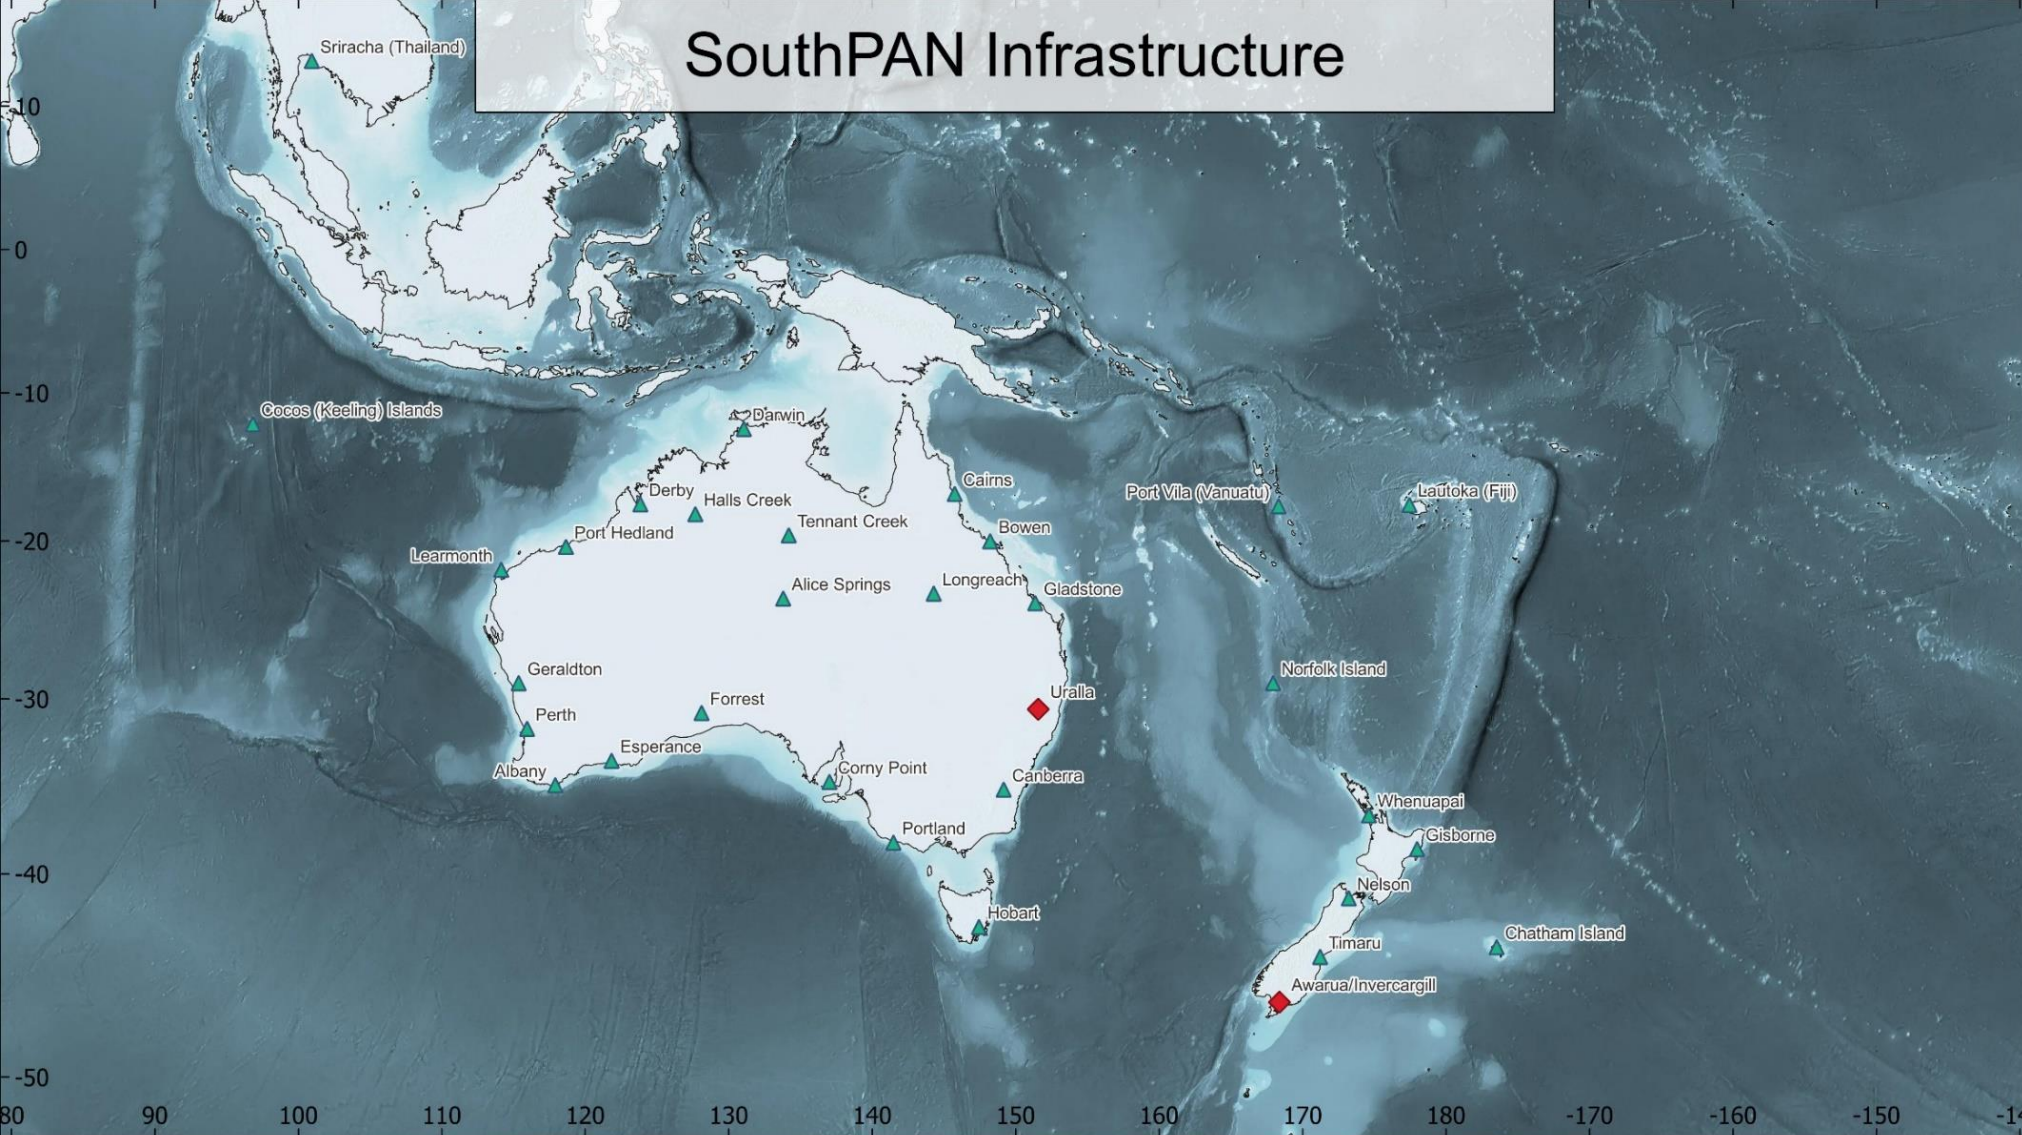 SouthPAN Infrastructure
Sriracha (Thailand)
10
0
-10
Cocos (Keeling) Islands
Darwin
Cairns
Derby
Halls Creek
Port Vila (Vanuatu)
Lautoka (Fiji)
Tennant Creek
Bowen
Port Hedland
-20
Learmonth
Alice Springs
Longreach
Gladstone
Geraldton
Norfolk Island
-30
Forrest
Uralla
Perth
Esperance
Albany
Corny Point
Canberra
Whenuapai
Portland
Gisborne
-40
Nelson
Hobart
Chatham Island
Timaru
Awarua/Invercargill
-50
80 90 100 110 120 130 140 150 160 170 180 -170 -160 -150